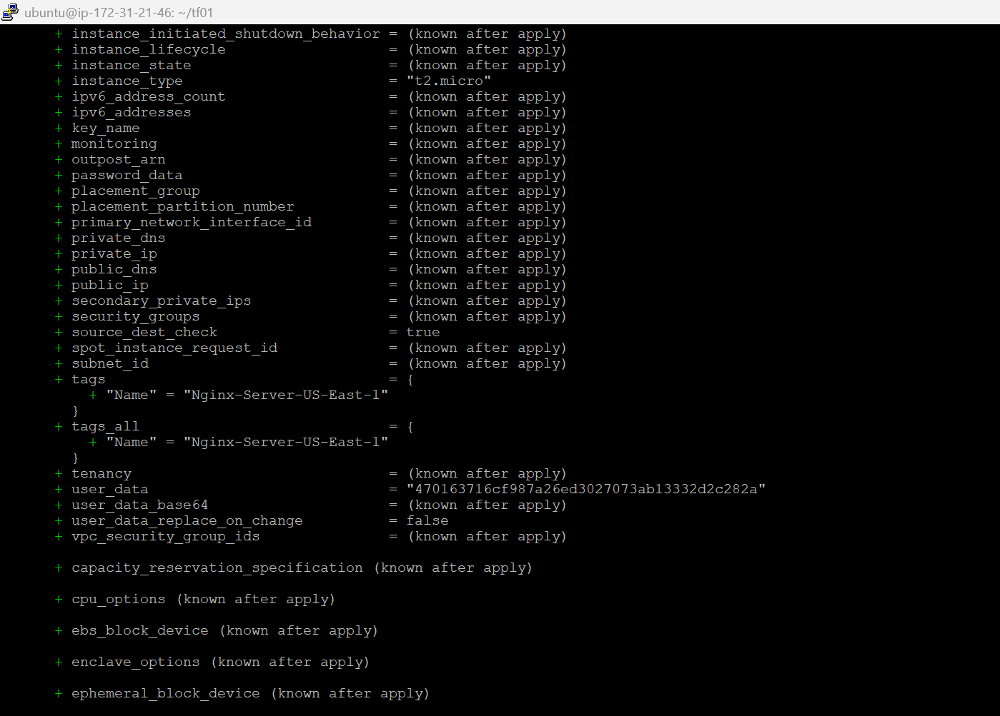 ubuntu@ip-172-31-21-46: ~/tf01
+ instance_initiated_shutdown_behavior = (known after apply)
+ instance_lifecycle = (known after apply)
+ instance_state = (known after apply)
+ instance_type = "t2.micro"
+ ipv6_address_count = (known after apply)
+ ipv6_addresses = (known after apply)
+ key_name = (known after apply)
+ monitoring = (known after apply)
+ outpost_arn = (known after apply)
+ password_data = (known after apply)
+ placement_group = (known after apply)
+ placement_partition_number = (known after apply)
+ primary_network_interface_id = (known after apply)
+ private_dns = (known after apply)
+ private_ip = (known after apply)
+ public_dns = (known after apply)
+ public_ip = (known after apply)
+ secondary_private_ips = (known after apply)
+ security_groups = (known after apply)
+ source_dest_check = true
+ spot_instance_request_id = (known after apply)
+ subnet_id = (known after apply)
+ tags = {
+ "Name" = "Nginx-Server-US-East-1"
}
+ tags_all = {
+ "Name" = "Nginx-Server-US-East-1"
}
+ tenancy = (known after apply)
+ user_data = "470163716cf987a26ed3027073ab13332d2c282a"
+ user_data_base64 = (known after apply)
+ user_data_replace_on_change = false
+ vpc_security_group_ids = (known after apply)
+ capacity_reservation_specification (known after apply)
+ cpu_options (known after apply)
+ ebs_block_device (known after apply)
+ enclave_options (known after apply)
+ ephemeral_block_device (known after apply)